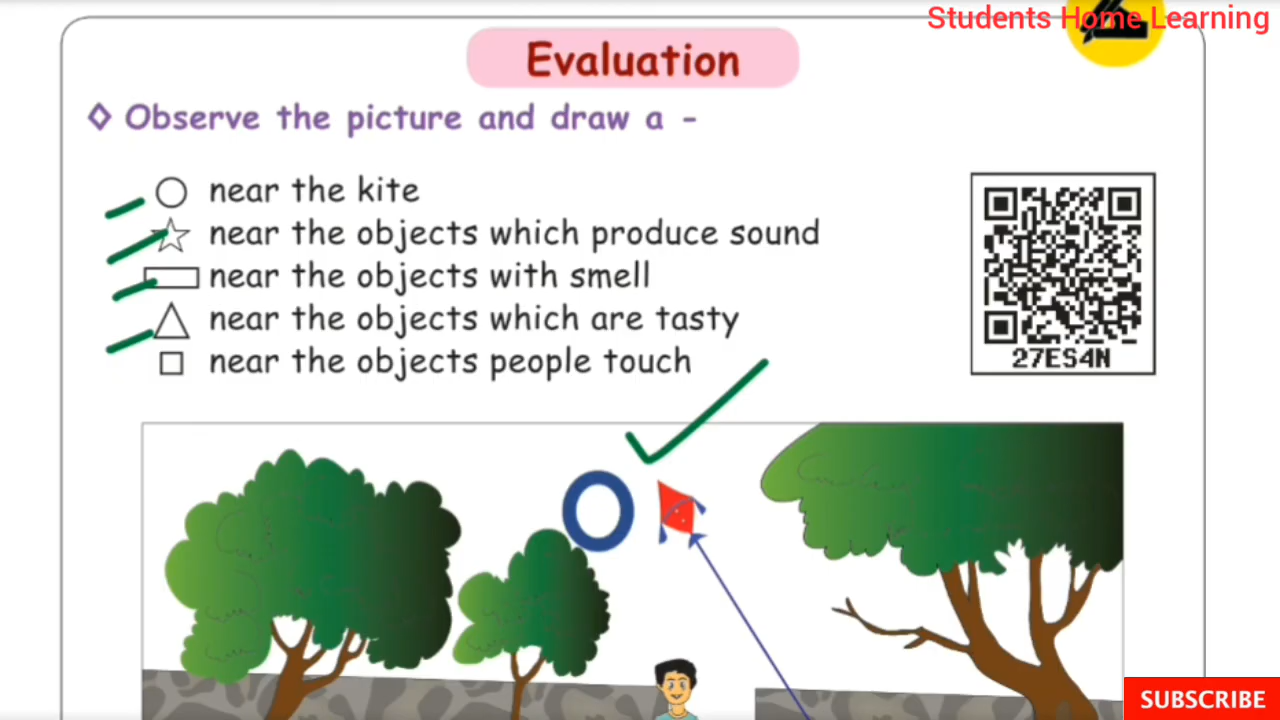 Students Home Learning
Evaluation
Observe the picture and draw a -
near the kite
near the objects which produce sound
near the objects with smell
near the objects which are tasty
near the objects people touch
27ES4N
SUBSCRIBE